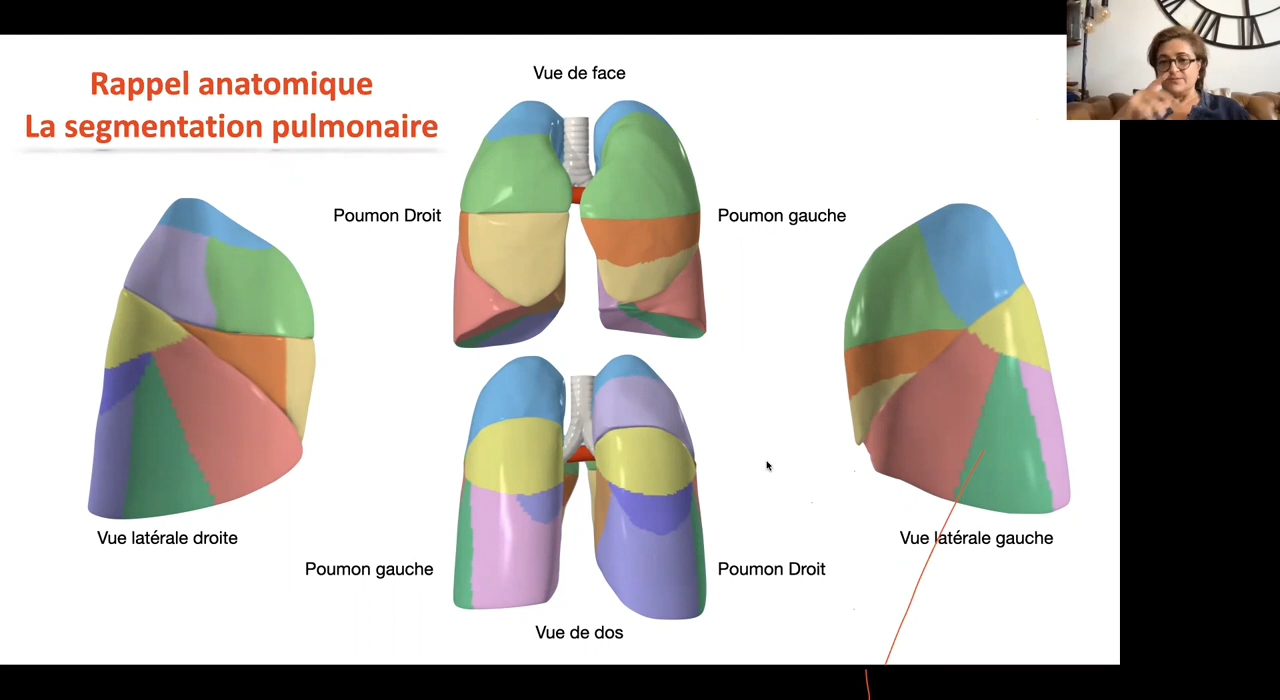 Rappel anatomique
La segmentation pulmonaire
Vue de face
Poumon Droit
Poumon gauche
Vue latérale droite
Vue latérale gauche
Poumon gauche
Poumon Droit
Vue de dos